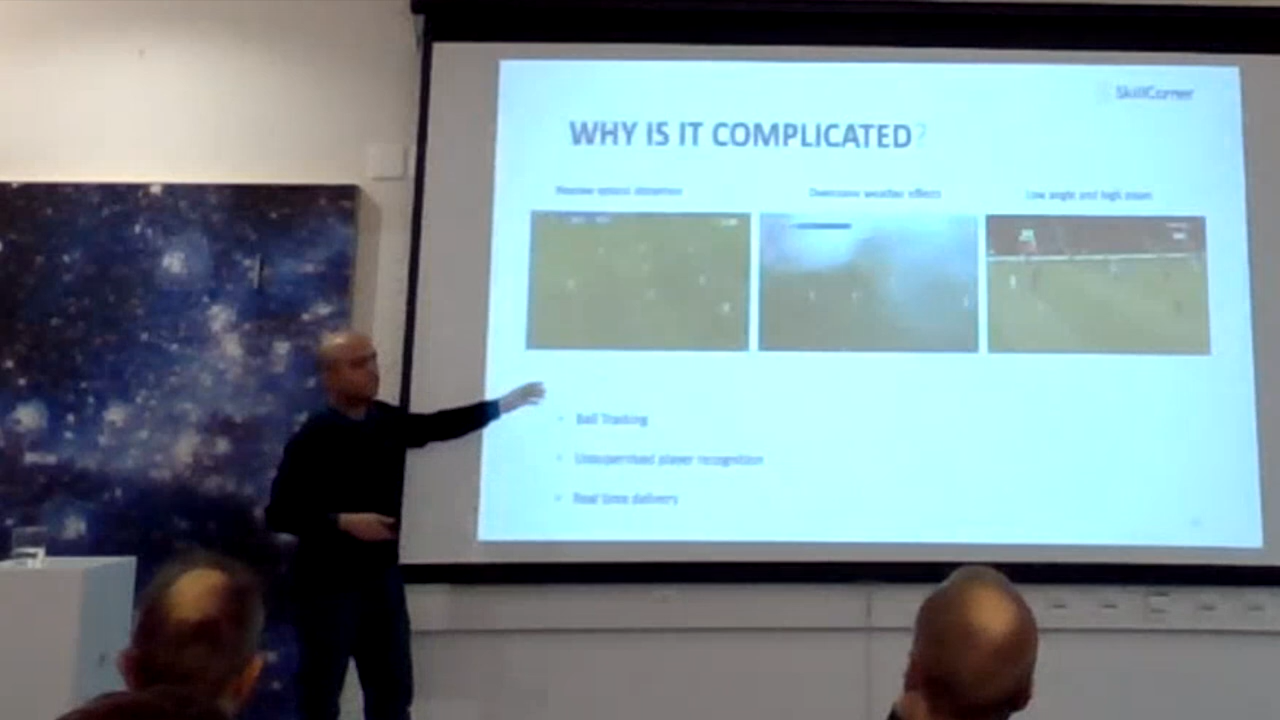 SkillCorner
WHY IS IT COMPLICATED?
Overcome weather effects
Low angle and high zoom
Ball Tracking
Unsupervised player recognition
Real time delivery